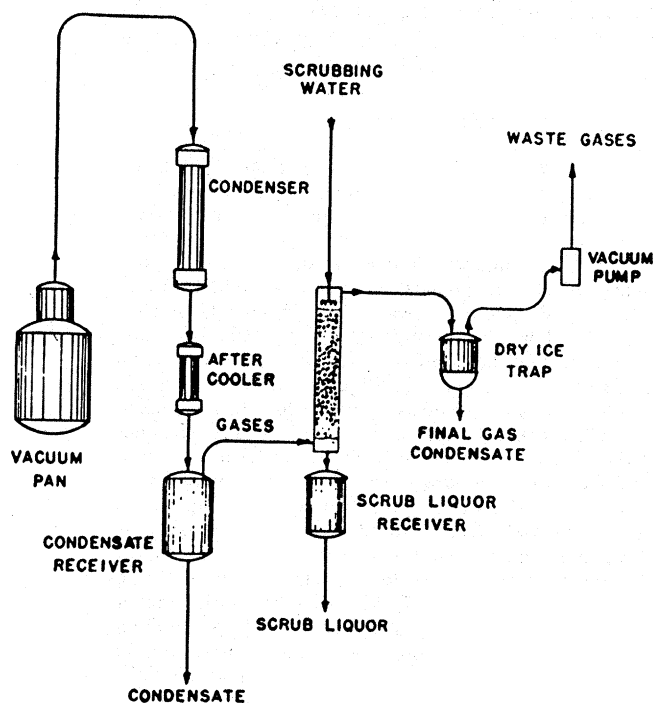 SCRUBBING
WATER
WASTE GASES
CONDENSER
VACUUM
PUMP
AFTER
COOLER
DRY ICE
TRAP
GASES
FINAL GAS
CONDENSATE
VACUUM
PAN
SCRUB LIQUOR
RECEIVER
CONDENSATE
RECEIVER
SCRUB LIQUOR
CONDENSATE